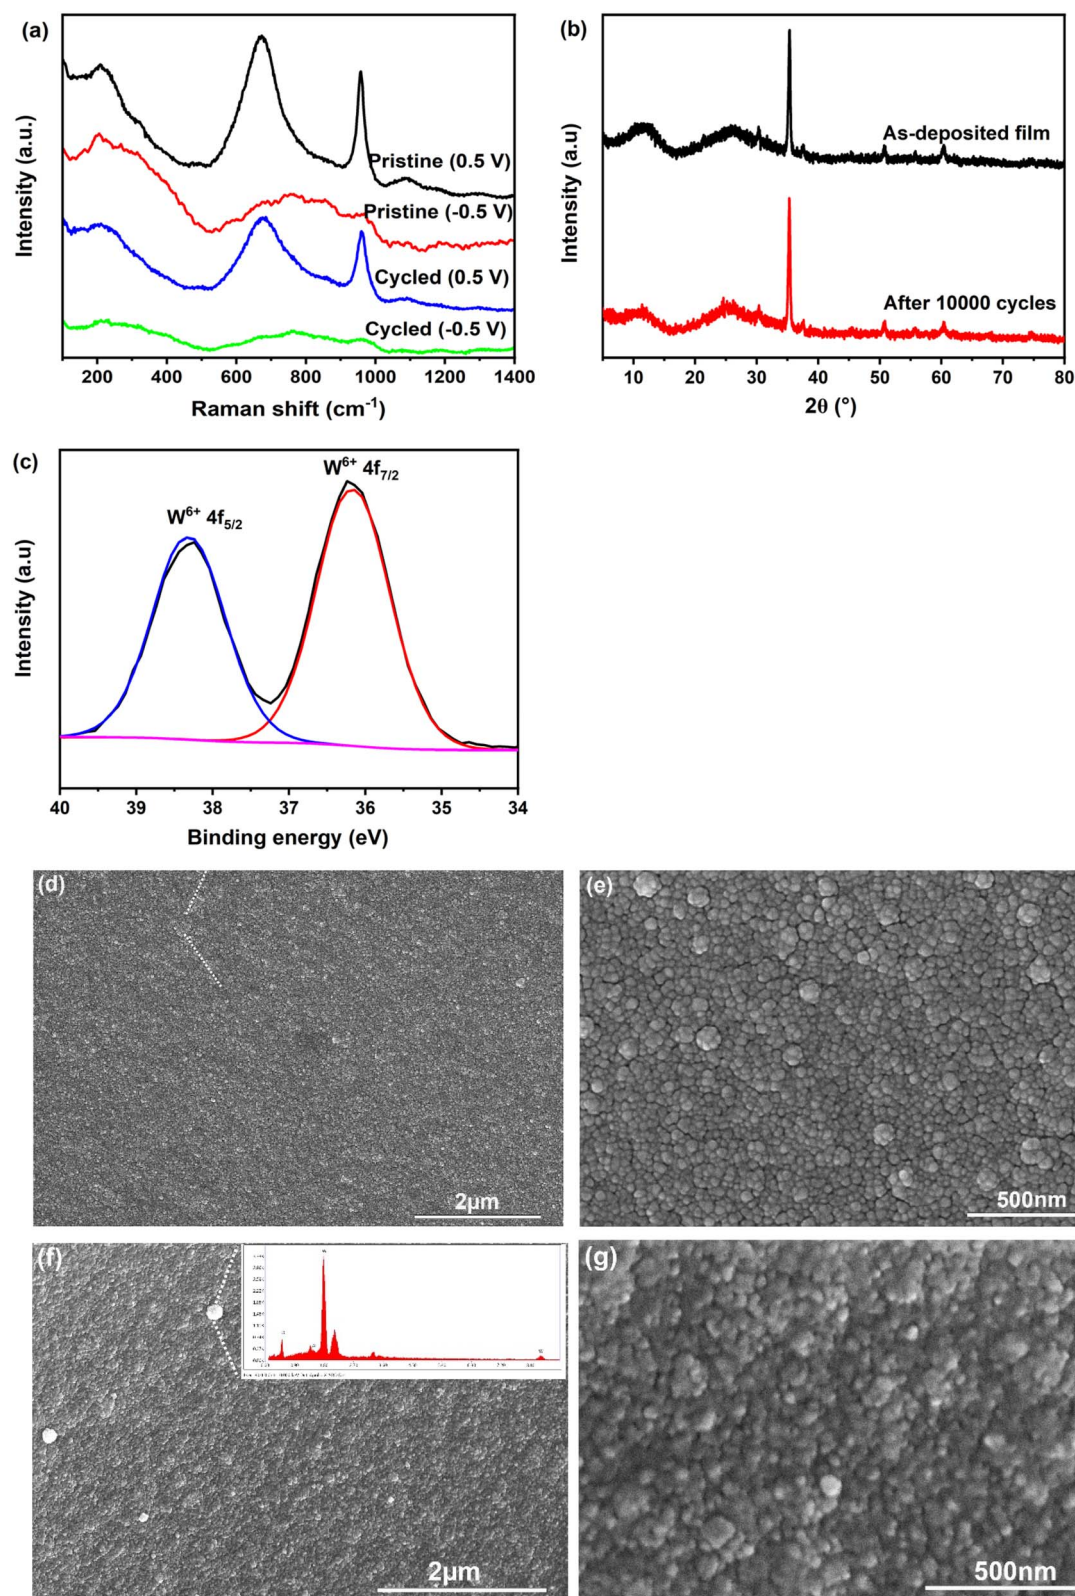 (a)
Intensity (a.u.)
Pristine (0.5 V)
Pristine (-0.5 V)
Cycled (0.5 V)
Cycled (-0.5 V)
200 400 600 800 1000 1200 1400
Raman shift (cm⁻¹)
(b)
Intensity (a.u)
As-deposited film
After 10000 cycles
10 20 30 40 50 60 70 80
2θ (°)
(c)
Intensity (a.u)
W⁶⁺ 4f₅/₂
W⁶⁺ 4f₇/₂
40 39 38 37 36 35 34
Binding energy (eV)
(d)
2µm
(e)
500nm
(f)
2µm
(g)
500nm